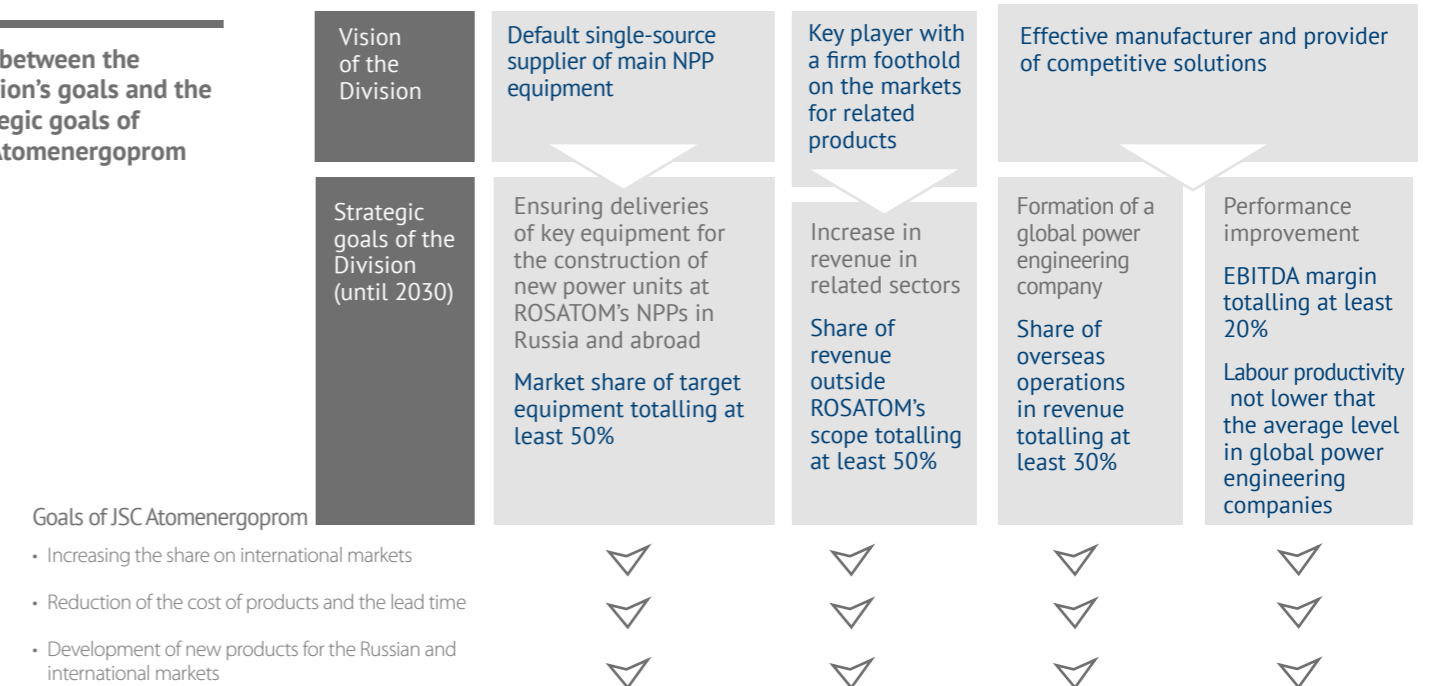 between the
ion's goals and the
egic goals of
Atomenergoprom
Vision
of the
Division
Default single-source
supplier of main NPP
equipment
Key player with
a firm foothold
on the markets
for related
products
Effective manufacturer and provider
of competitive solutions
Strategic
goals of the
Division
(until 2030)
Ensuring deliveries
of key equipment for
the construction of
new power units at
ROSATOM's NPPs in
Russia and abroad
Market share of target
equipment totalling at
least 50%
Increase in
revenue in
related sectors
Share of
revenue
outside
ROSATOM's
scope totalling
at least 50%
Formation of a
global power
engineering
company
Share of
overseas
operations
in revenue
totalling at
least 30%
Performance
improvement
EBITDA margin
totalling at least
20%
Labour productivity
not lower that
the average level
in global power
engineering
companies
Goals of JSC Atomenergoprom
• Increasing the share on international markets
• Reduction of the cost of products and the lead time
• Development of new products for the Russian and
international markets